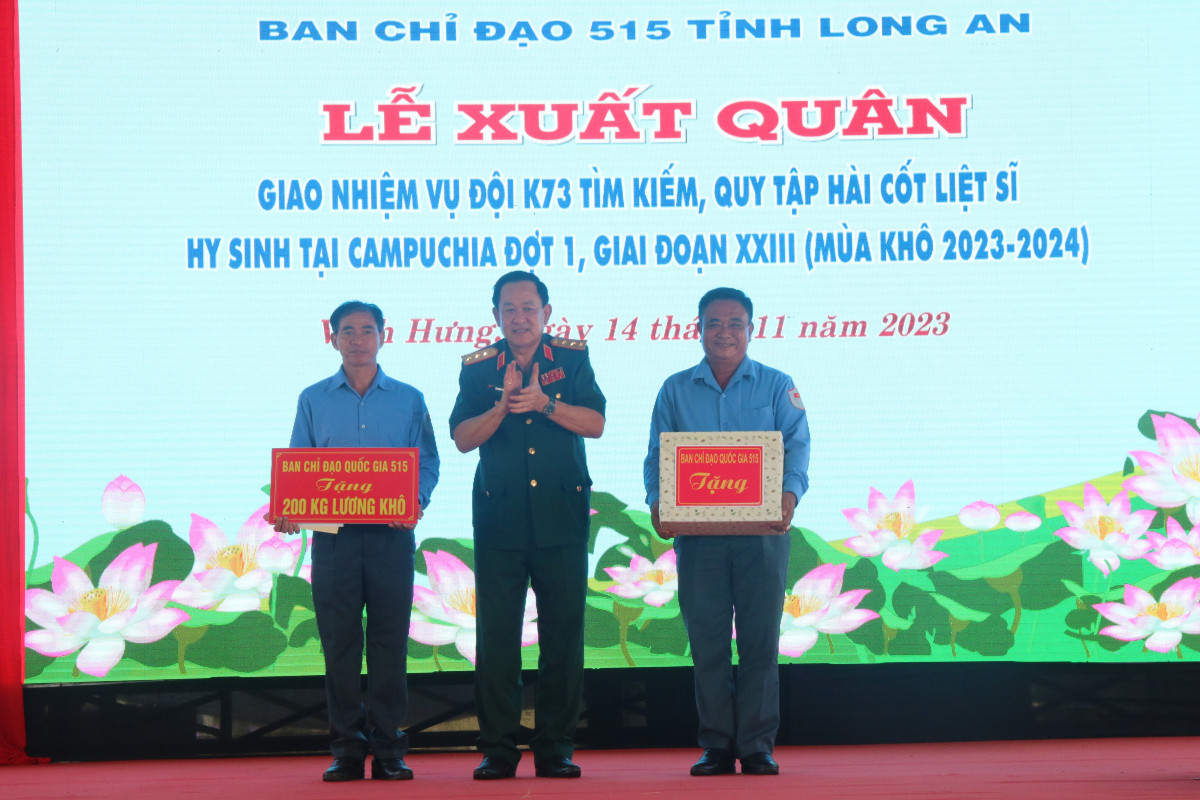 BAN CHỈ ĐẠO 515 TỈNH LONG AN
LỄ XUẤT QUÂN
GIAO NHIỆM VỤ ĐỘI K73 TÌM KIẾM, QUY TẬP HÀI CỐT LIỆT SĨ
HY SINH TẠI CAMPUCHIA ĐỢT 1, GIAI ĐOẠN XXIII (MÙA KHÔ 2023-2024)
Hưng, 14 11 năm 2023
BAN CHỈ ĐẠO QUỐC GIA 515
Tặng
200 KG LƯƠNG KHÔ
BAN CHỈ ĐẠO QUỐC GIA 515
Tặng